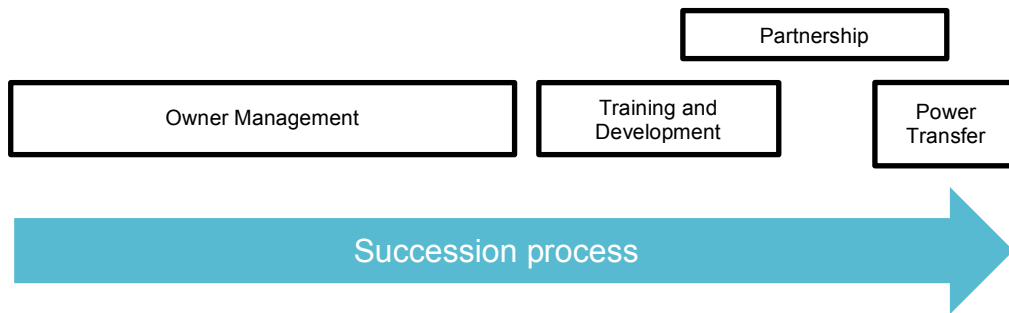 Partnership
Owner Management
Training and
Development
Power
Transfer
Succession process